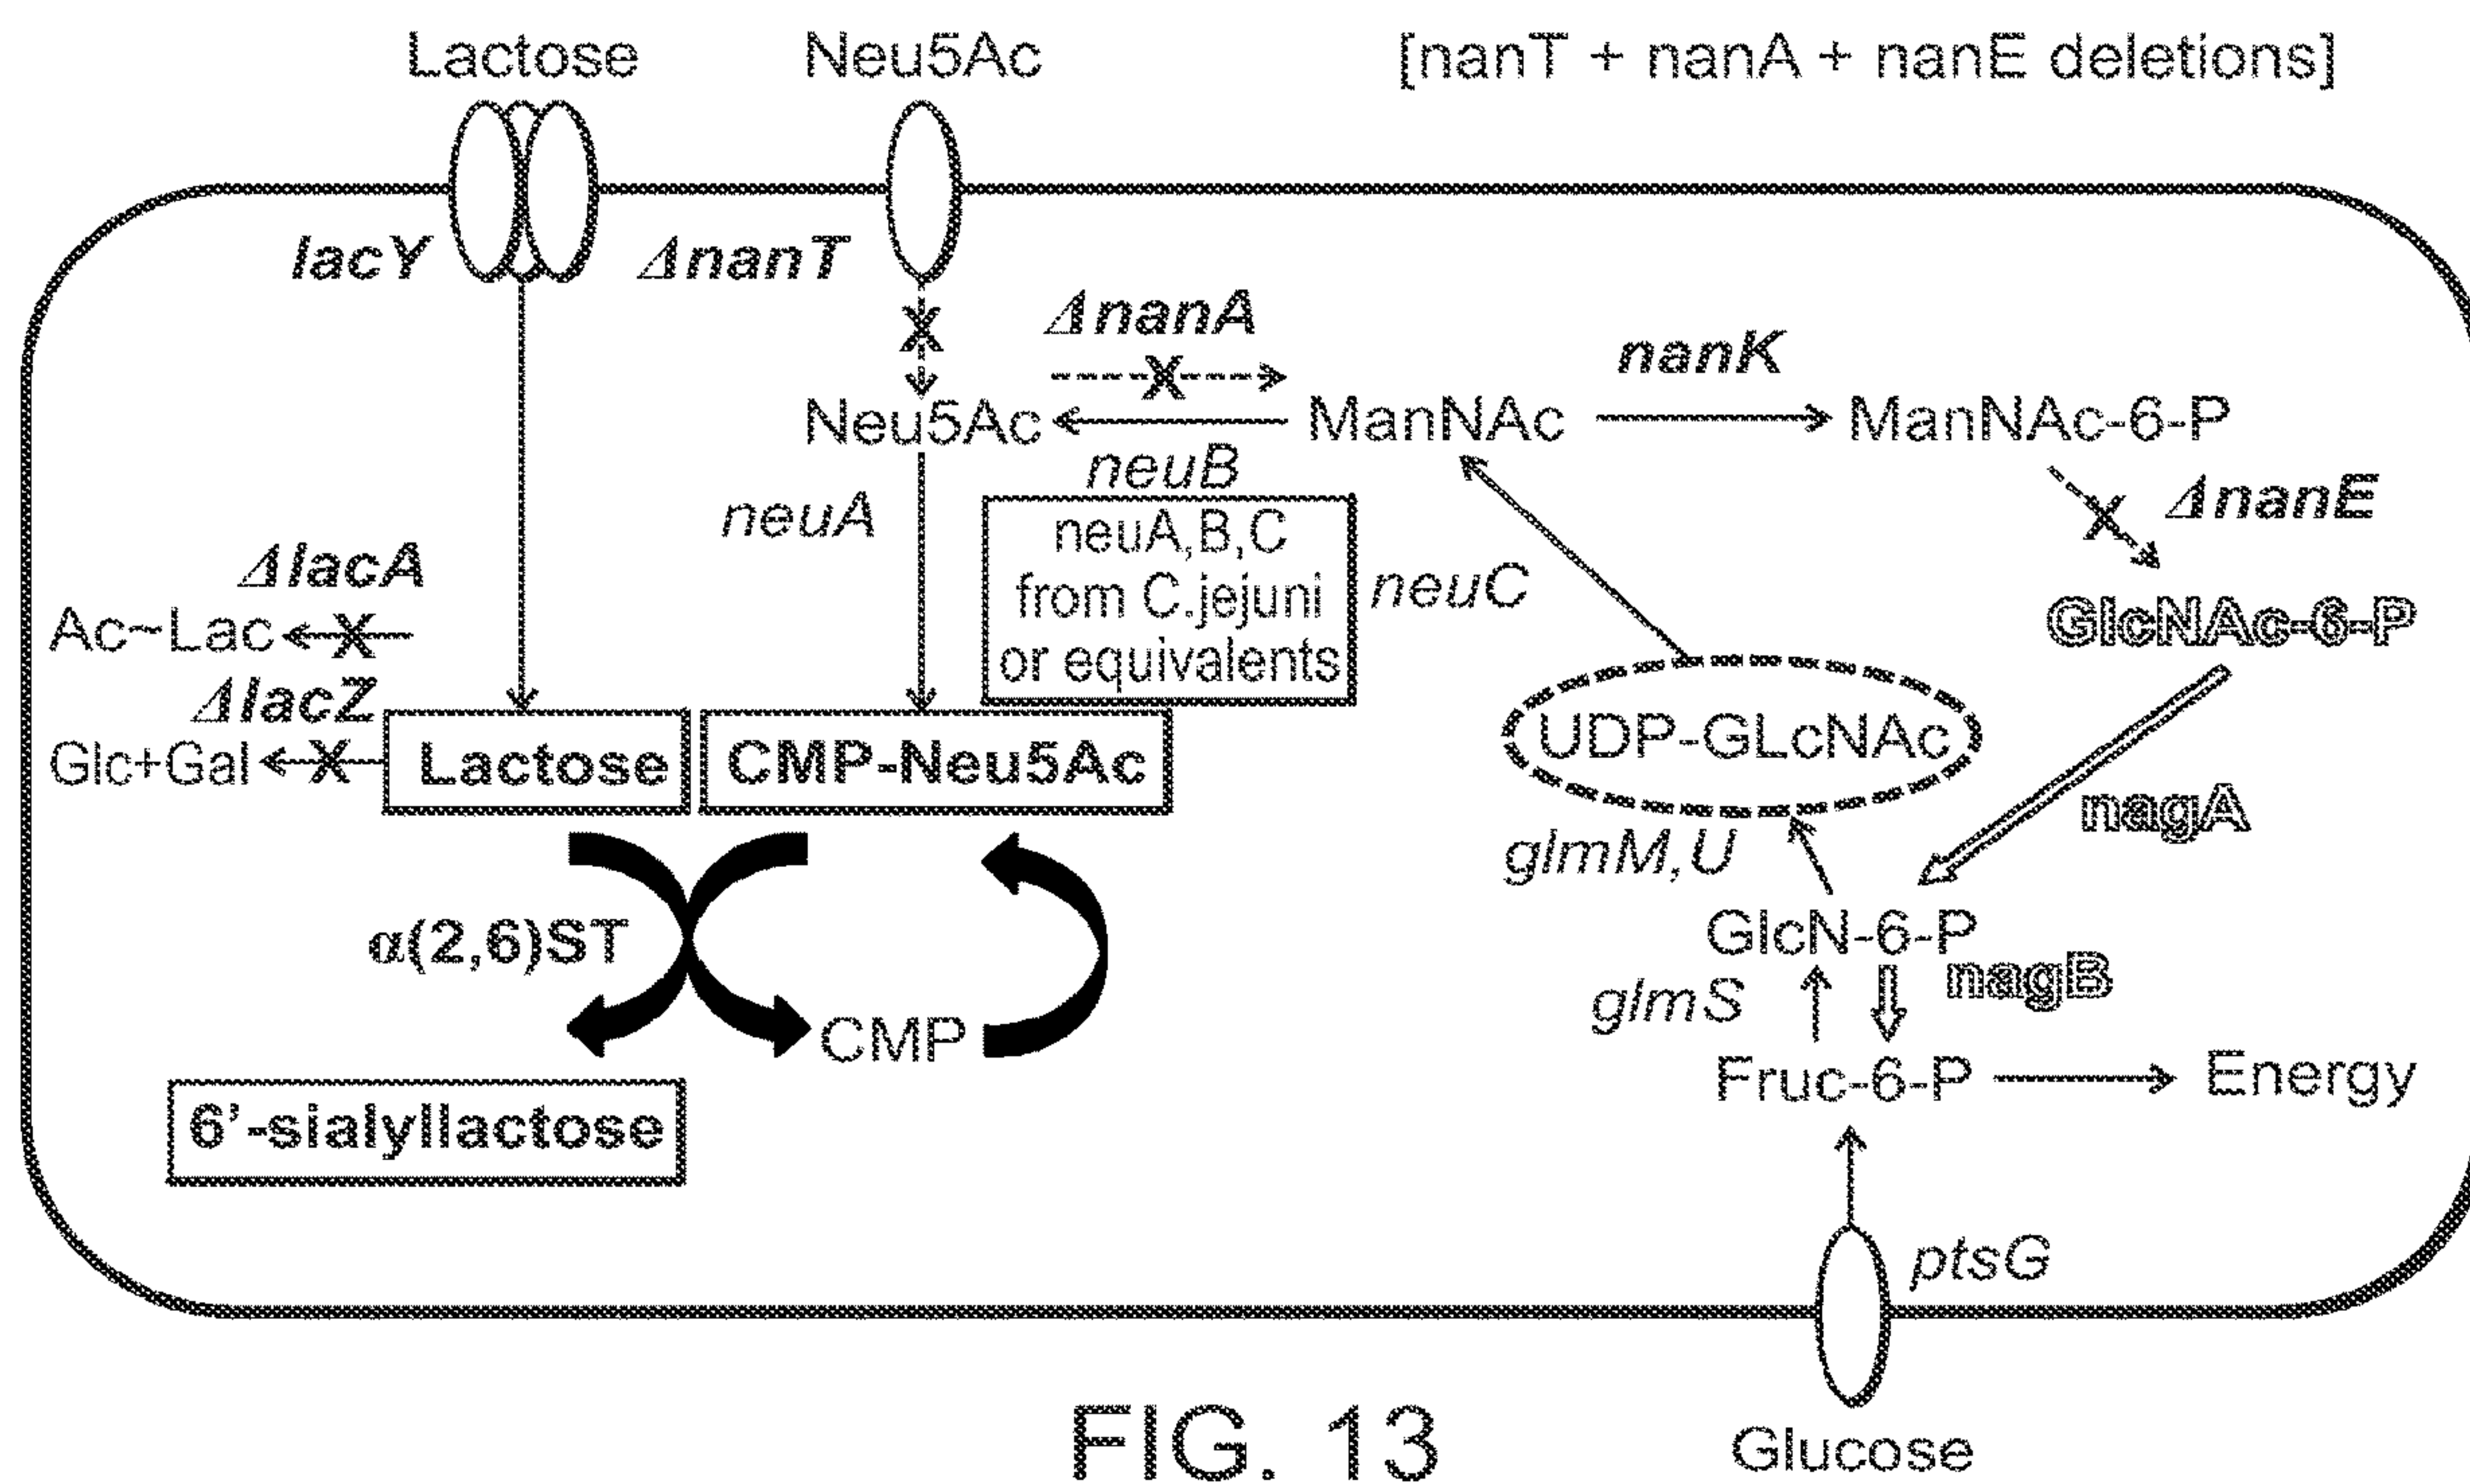 Lactose
Neu5Ac
[nanT + nanA + nanE deletions]
lacY
ΔnanT
ΔnanA
nanK
Neu5Ac
ManNAc
ManNAc-6-P
neuB
ΔnanE
neuA
neuA,B,C
from C.jejuni
or equivalents
neuC
ΔlacA
Ac~Lac
GlcNAc-6-P
ΔlacZ
Glc+Gal
Lactose
CMP-Neu5Ac
UDP-GLcNAc
nagA
glmM,U
α(2,6)ST
GlcN-6-P
nagB
glmS
CMP
Fruc-6-P
Energy
6’-sialyllactose
ptsG
Glucose
FIG. 13